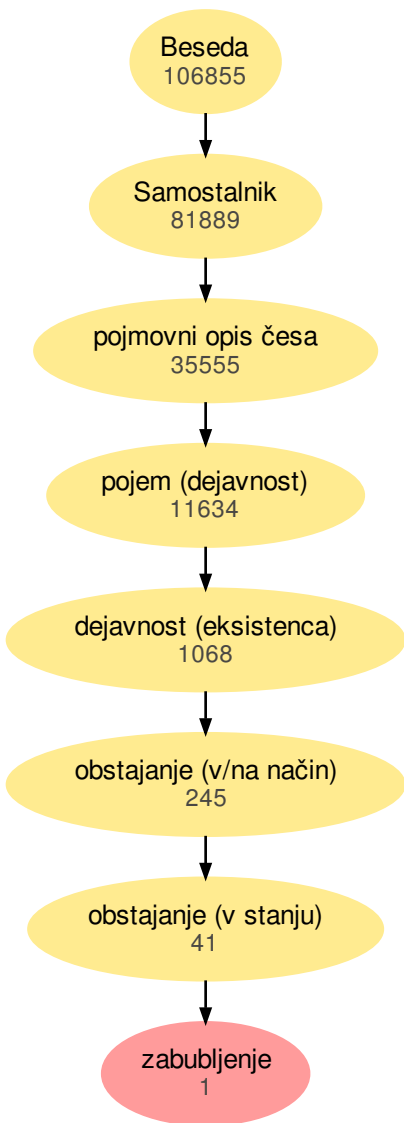 Beseda
106855
Samostalnik
81889
pojmovni opis česa
35555
pojem (dejavnost)
11634
dejavnost (eksistenca)
1068
obstajanje (v/na način)
245
obstajanje (v stanju)
41
zabubljenje
1